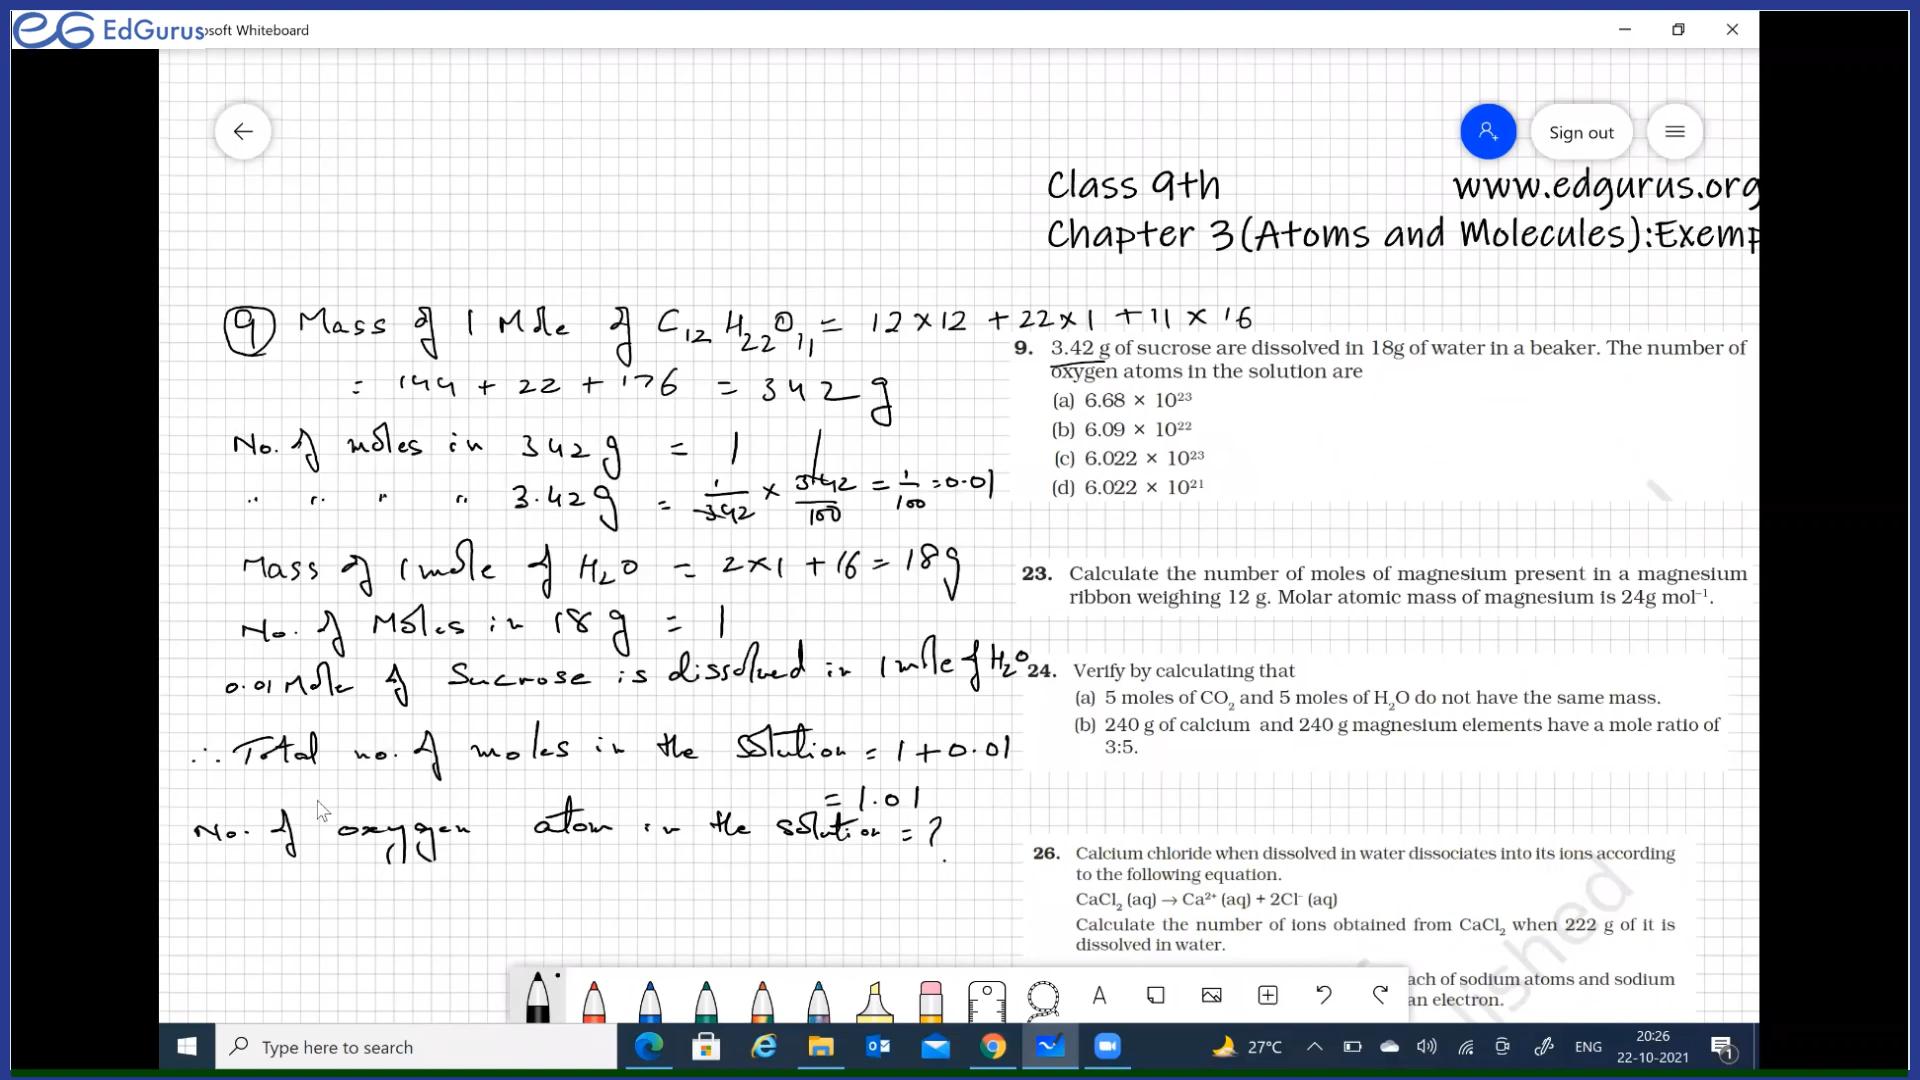 EdGurus osoft Whiteboard
Sign out
Class 9th www.edgurus.org
Chapter 3(Atoms and Molecules):Exemp
9 Mass of 1 Mole of C₁₂ H₂₂ O₁₁ = 12 × 12 + 22 × 1 + 11 × 16
= 144 + 22 + 176 = 342 g
No. of moles in 342 g = 1
" " " " 3.42 g = 1/342 × 342/100 = 1/100 = 0.01
Mass of 1 mole of H₂O = 2×1 + 16 = 18 g
No. of Moles in 18 g = 1
0.01 Mole of Sucrose is dissolved in 1 mole of H₂O
∴ Total no. of moles in the Solution = 1 + 0.01
= 1.01
No. of oxygen atom in the solution = ?
9. 3.42 g of sucrose are dissolved in 18g of water in a beaker. The number of
oxygen atoms in the solution are
(a) 6.68 × 10²³
(b) 6.09 × 10²²
(c) 6.022 × 10²³
(d) 6.022 × 10²¹
23. Calculate the number of moles of magnesium present in a magnesium
ribbon weighing 12 g. Molar atomic mass of magnesium is 24g mol⁻¹.
24. Verify by calculating that
(a) 5 moles of CO₂ and 5 moles of H₂O do not have the same mass.
(b) 240 g of calcium and 240 g magnesium elements have a mole ratio of
3:5.
26. Calcium chloride when dissolved in water dissociates into its ions according
to the following equation.
CaCl₂ (aq) → Ca²⁺ (aq) + 2Cl⁻ (aq)
Calculate the number of ions obtained from CaCl₂ when 222 g of it is
dissolved in water.
ach of sodium atoms and sodium
an electron.
shed
A
Type here to search
27°C
ENG
20:26
22-10-2021
1